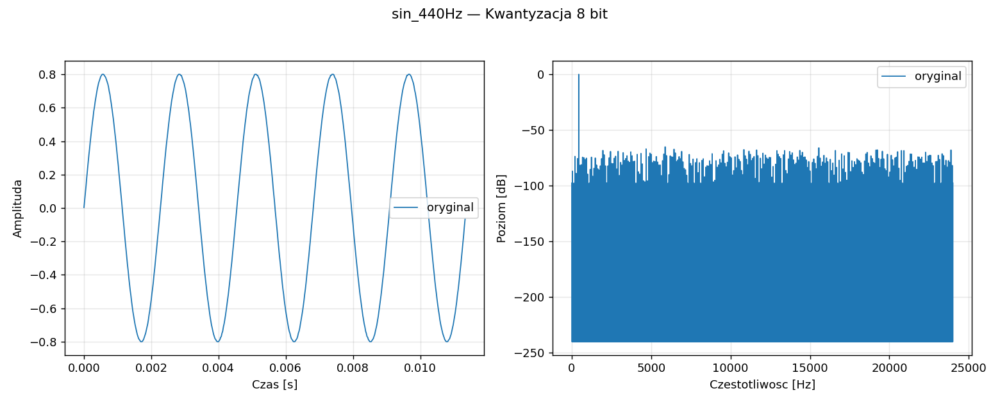 sin_440Hz — Kwantyzacja 8 bit
Amplituda
0.8
0.6
0.4
0.2
0.0
−0.2
−0.4
−0.6
−0.8
oryginal
0.000 0.002 0.004 0.006 0.008 0.010
Czas [s]
Poziom [dB]
0
−50
−100
−150
−200
−250
oryginal
0 5000 10000 15000 20000 25000
Czestotliwosc [Hz]